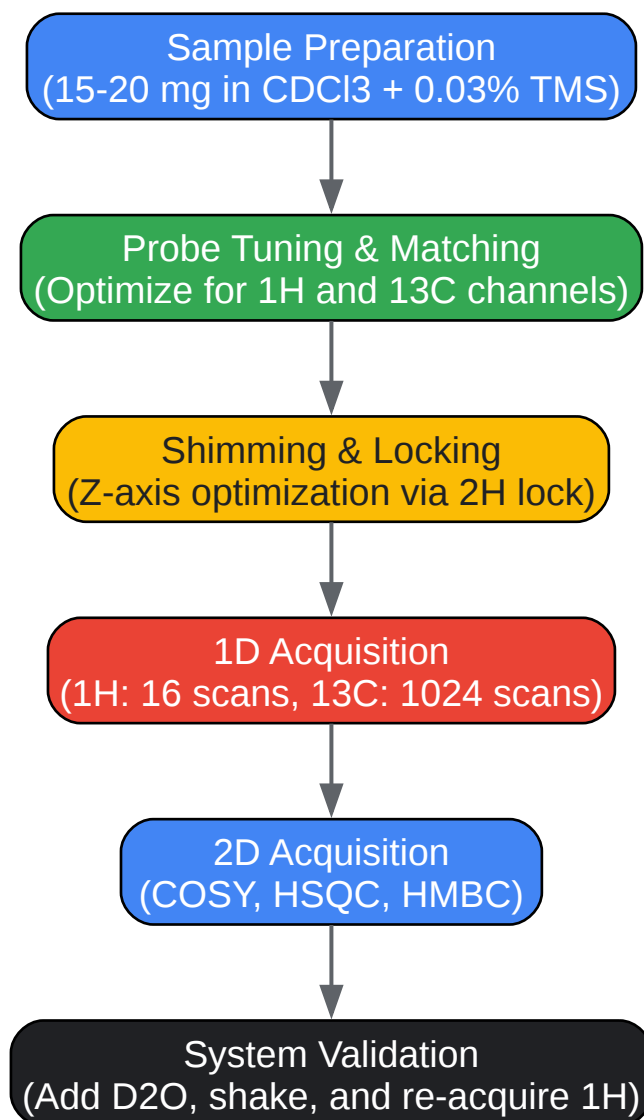 Sample Preparation
(15-20 mg in CDCl3 + 0.03% TMS)
Probe Tuning & Matching
(Optimize for 1H and 13C channels)
Shimming & Locking
(Z-axis optimization via 2H lock)
1D Acquisition
(1H: 16 scans, 13C: 1024 scans)
2D Acquisition
(COSY, HSQC, HMBC)
System Validation
(Add D2O, shake, and re-acquire 1H)